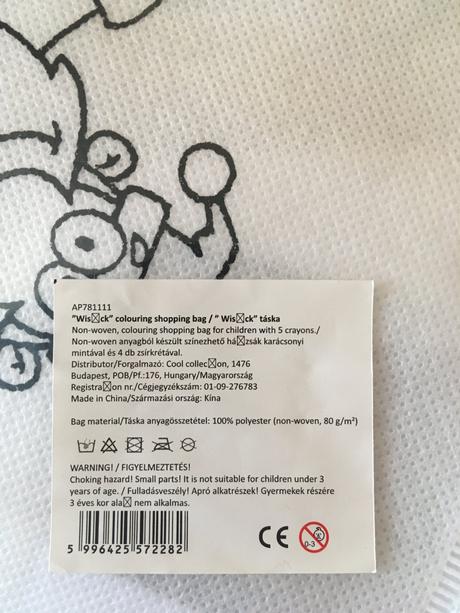 AP781111
"Wis☒ck" colouring shopping bag / " Wis☒ck" táska
Non-woven, colouring shopping bag for children with 5 crayons./
Non-woven anyagból készült színezhető há☒zsák karácsonyi
mintával és 4 db zsírkrétával.
Distributor/Forgalmazó: Cool collec☒on, 1476
Budapest, POB/Pf.:176, Hungary/Magyarország
Registra☒on nr./Cégjegyzékszám: 01-09-276783
Made in China/Származási ország: Kína
Bag material/Táska anyagösszetétel: 100% polyester (non-woven, 80 g/m²)
WARNING! / FIGYELMEZTETÉS!
Choking hazard! Small parts! It is not suitable for children under 3
years of age. / Fulladásveszély! Apró alkatrészek! Gyermekek részére
3 éves kor ala☒ nem alkalmas.
5 996425 572282
CE 0-3